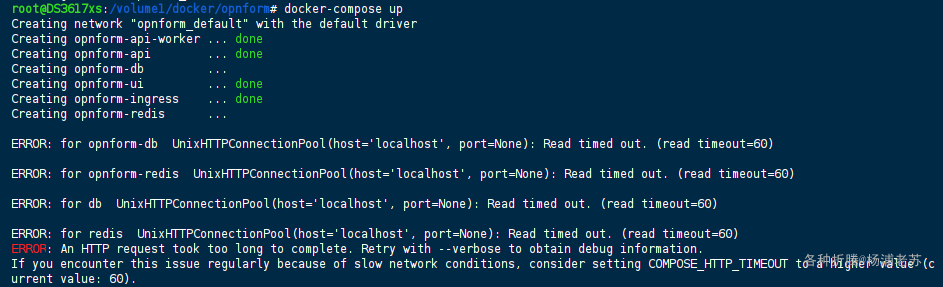 root@DS3617xs:/volume1/docker/opnform# docker-compose up
Creating network "opnform_default" with the default driver
Creating opnform-api-worker ... done
Creating opnform-api        ... done
Creating opnform-db         ...
Creating opnform-ui         ... done
Creating opnform-ingress    ... done
Creating opnform-redis      ...
ERROR: for opnform-db  UnixHTTPConnectionPool(host='localhost', port=None): Read timed out. (read timeout=60)
ERROR: for opnform-redis  UnixHTTPConnectionPool(host='localhost', port=None): Read timed out. (read timeout=60)
ERROR: for db  UnixHTTPConnectionPool(host='localhost', port=None): Read timed out. (read timeout=60)
ERROR: for redis  UnixHTTPConnectionPool(host='localhost', port=None): Read timed out. (read timeout=60)
ERROR: An HTTP request took too long to complete. Retry with --verbose to obtain debug information.
If you encounter this issue regularly because of slow network conditions, consider setting COMPOSE_HTTP_TIMEOUT to a higher value (c
urrent value: 60).
各种折腾@杨浦老苏